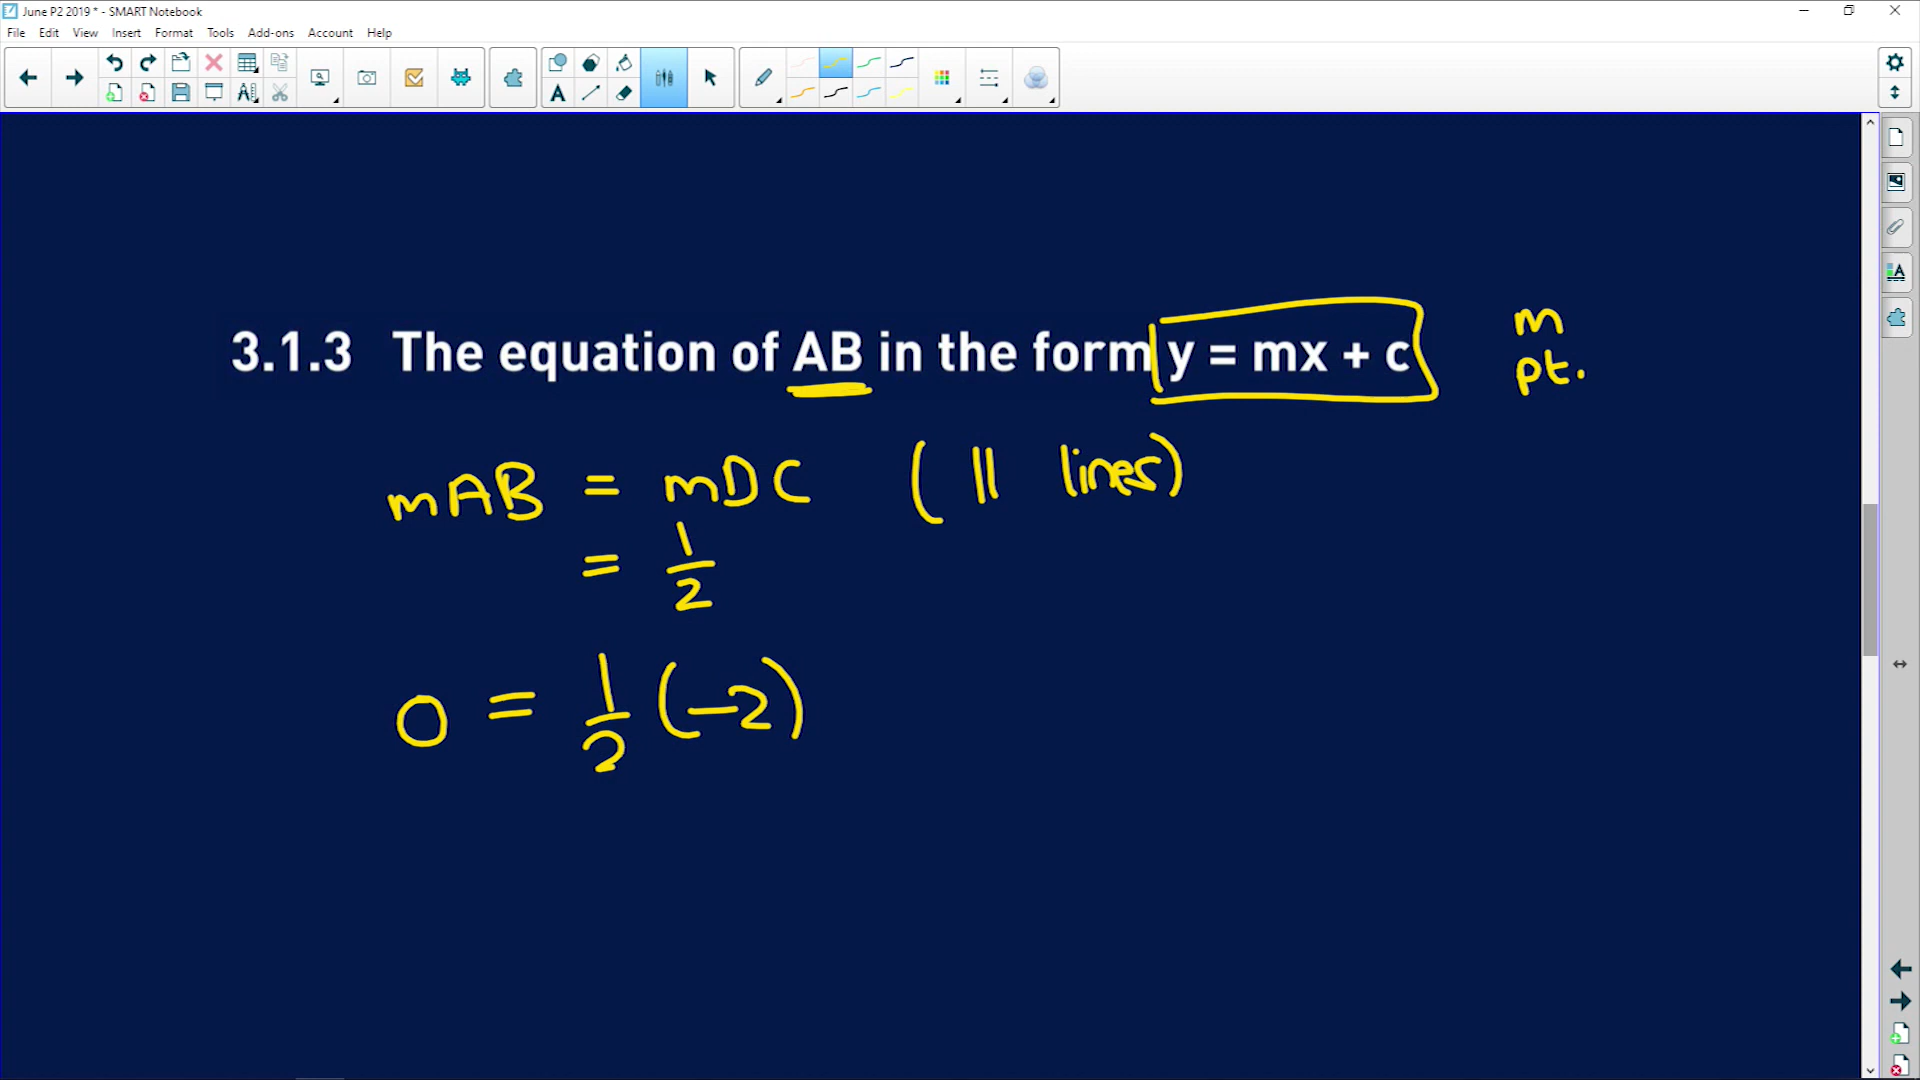 June P2 2019 * - SMART Notebook
File Edit View Insert Format Tools Add-ons Account Help
3.1.3 The equation of AB in the form y = mx + c
m
pt.
mAB = mDC (|| lines)
= 1/2
0 = 1/2 (-2)